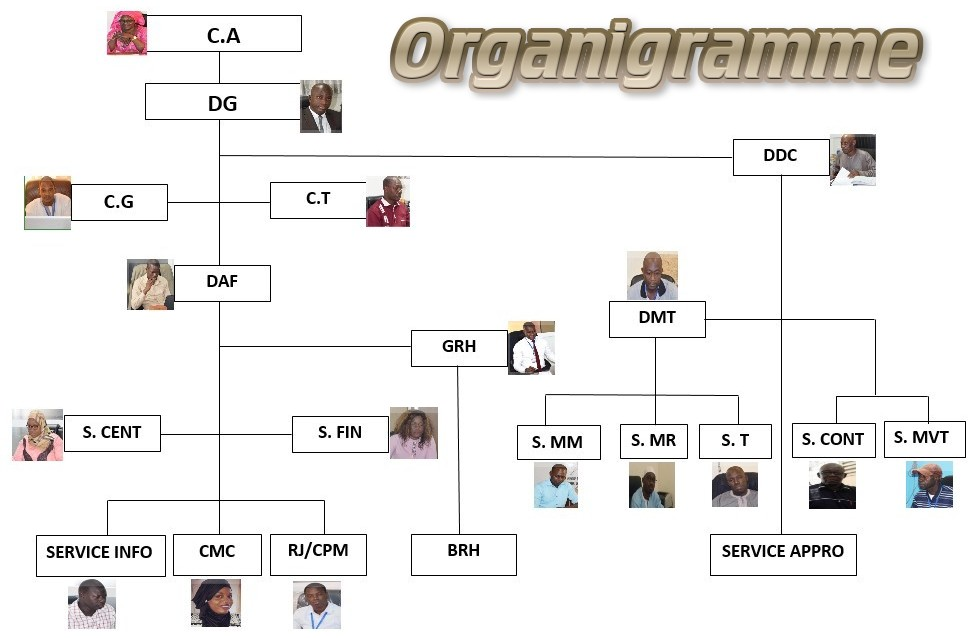 Organigramme
C.A
DG
DDC
C.G
C.T
DAF
DMT
GRH
S. CENT
S. FIN
S. MM
S. MR
S. T
S. CONT
S. MVT
SERVICE INFO
CMC
RJ/CPM
BRH
SERVICE APPRO